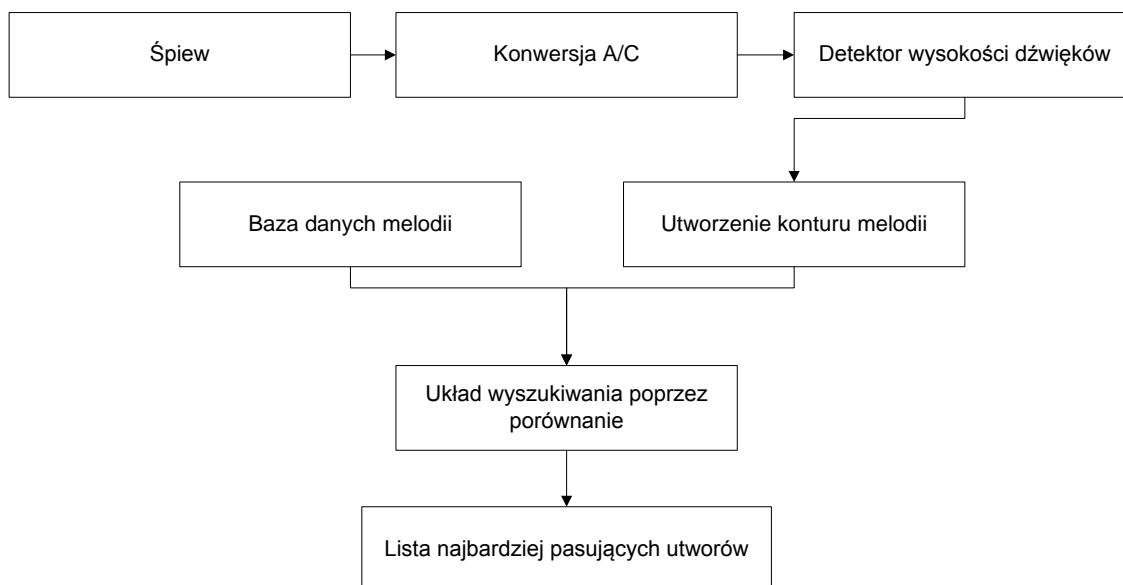 Śpiew
Konwersja A/C
Detektor wysokości dźwięków
Baza danych melodii
Utworzenie konturu melodii
Układ wyszukiwania poprzez
porównanie
Lista najbardziej pasujących utworów